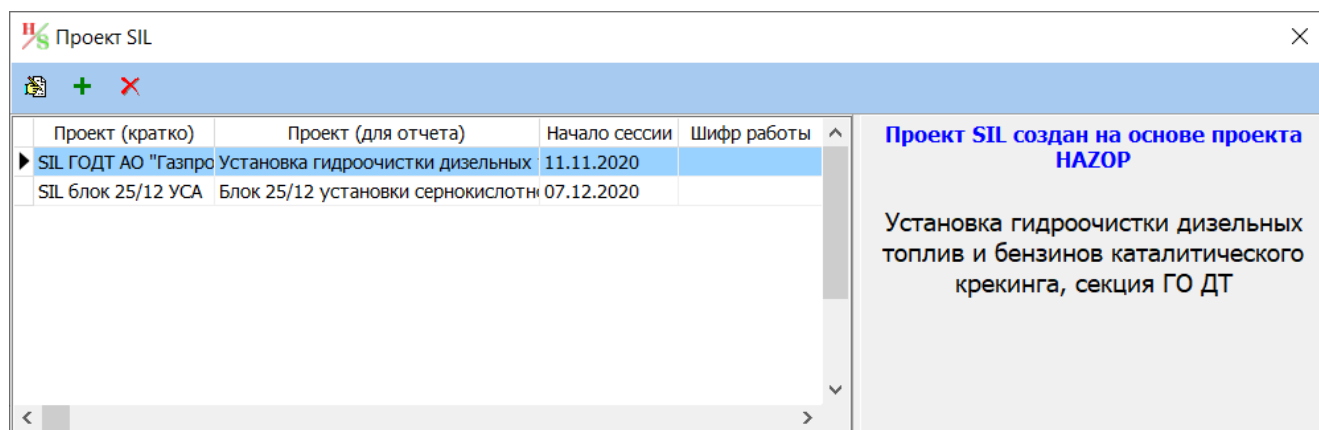 H/S Проект SIL
Проект (кратко) Проект (для отчета) Начало сессии Шифр работы
SIL ГОДТ АО "Газпро Установка гидроочистки дизельных 11.11.2020
SIL блок 25/12 УСА Блок 25/12 установки сернокислотн 07.12.2020
Проект SIL создан на основе проекта
HAZOP
Установка гидроочистки дизельных
топлив и бензинов каталитического
крекинга, секция ГО ДТ